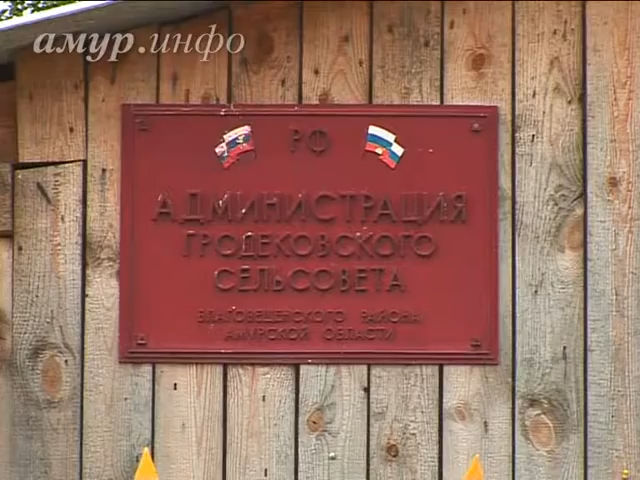 амур.инфо
РФ
АДМИНИСТРАЦИЯ
ГРОДЕКОВСКОГО
СЕЛЬСОВЕТА
БЛАГОВЕЩЕНСКОГО РАЙОНА
АМУРСКОЙ ОБЛАСТИ